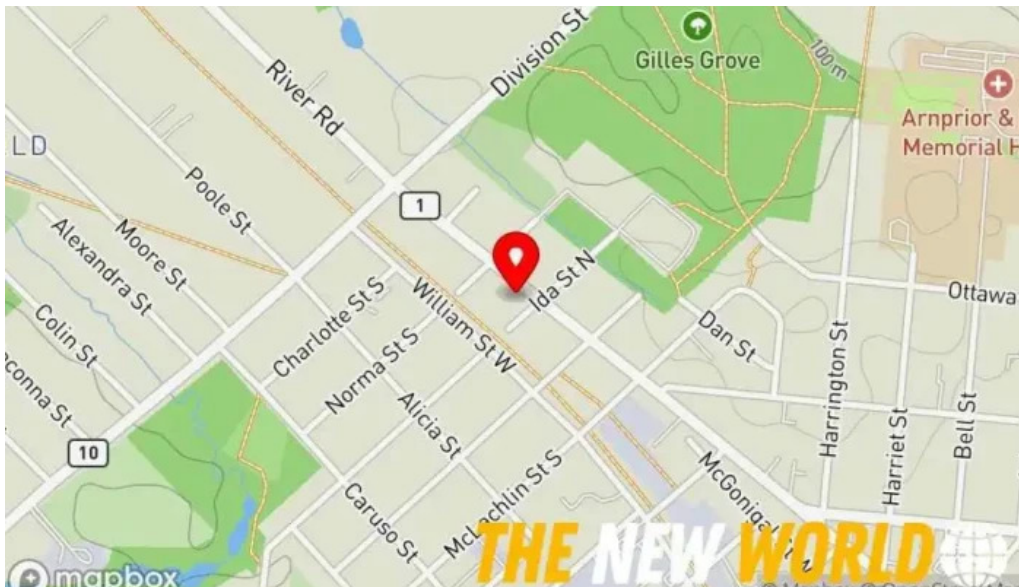 Division St
Gilles Grove
100 m
River Rd
Arnprior &
Memorial H
LD
Poole St
1
Moore St
Alexandra St
Charlotte St S
William St W
Ida St N
Ottawa
Colin St
Norma St S
Dan St
Harrington St
Alicia St
Harriet St
Bell St
10
McLachlin St S
Caruso St
THE NEW WORLD
mapbox